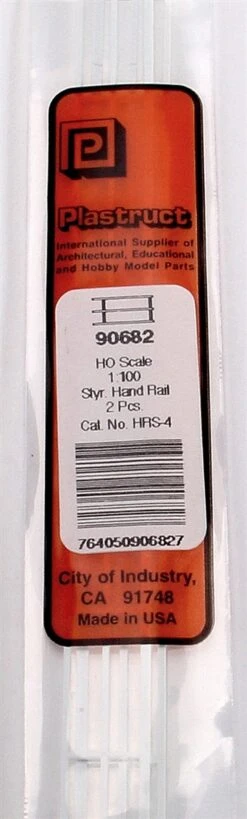 Plastruct
International Supplier of
Architectural, Educational
and Hobby Model Parts
90682
HO Scale
1:100
Styr. Hand Rail
2 Pcs.
Cat. No. HRS-4
764050906827
City of Industry,
CA 91748
Made in USA